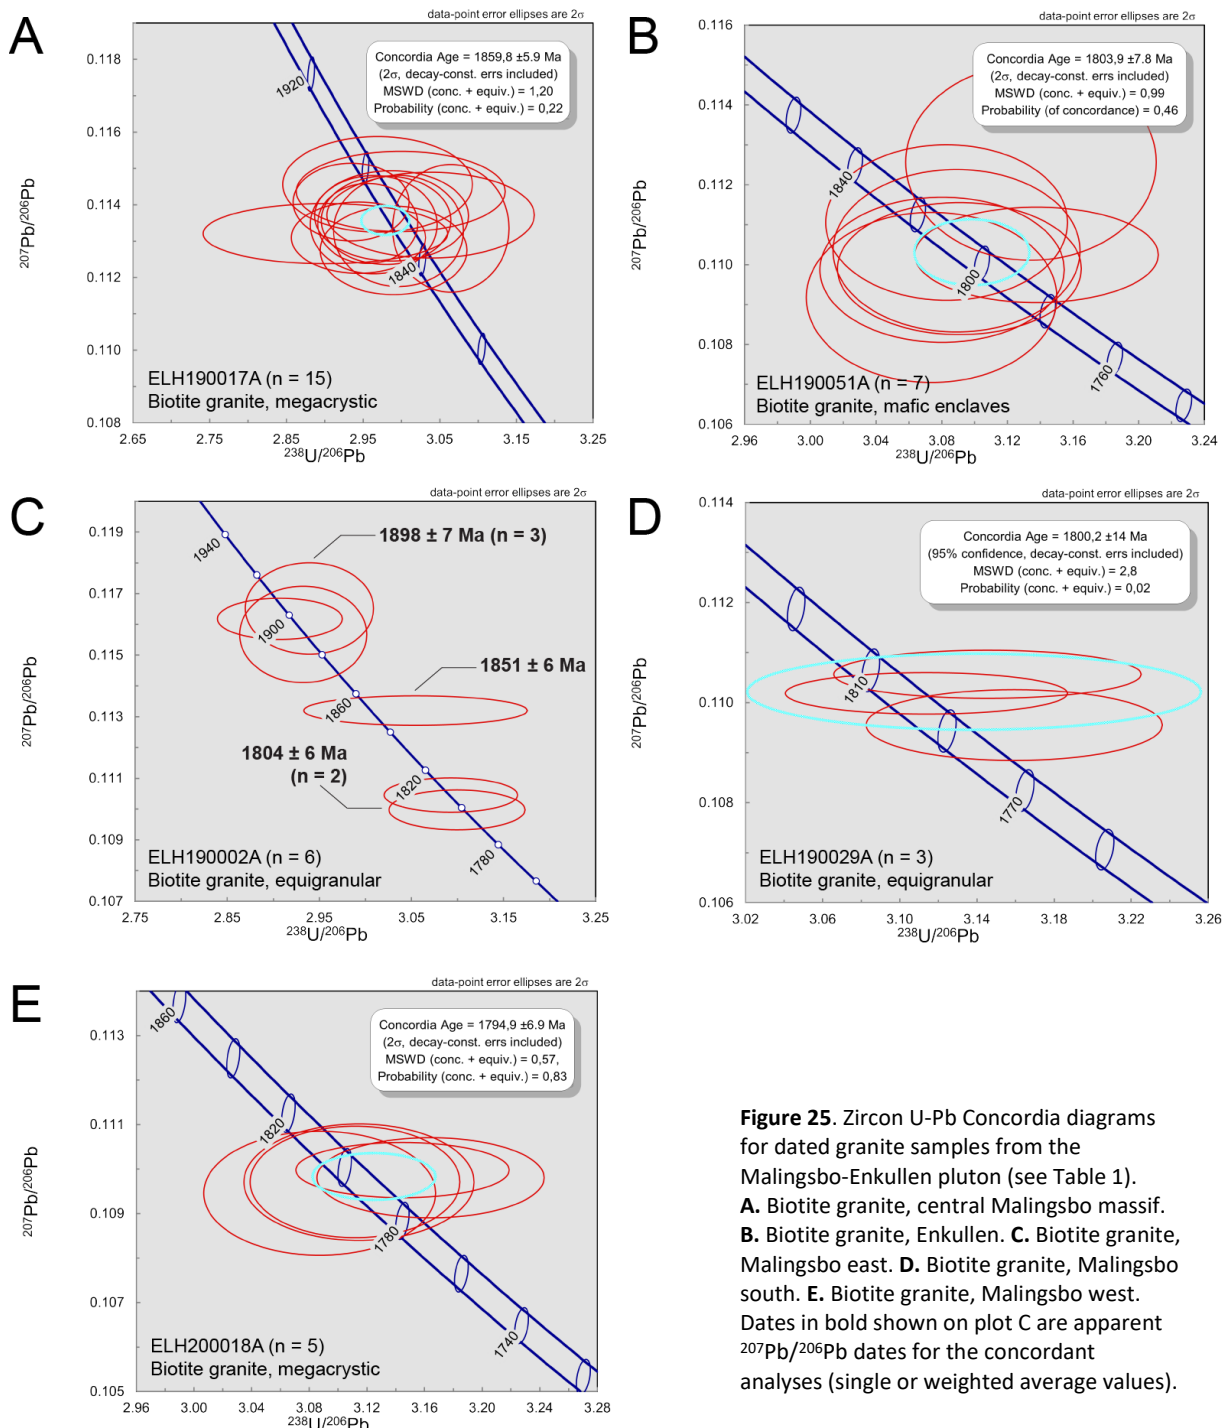 A
data-point error ellipses are 2σ
Concordia Age = 1859,8 ±5.9 Ma
(2σ, decay-const. errs included)
MSWD (conc. + equiv.) = 1,20
Probability (conc. + equiv.) = 0,22
0.118
0.116
0.114
0.112
0.110
0.108
207Pb/206Pb
1920
1840
ELH190017A (n = 15)
Biotite granite, megacrystic
2.65 2.75 2.85 2.95 3.05 3.15 3.25
238U/206Pb
B
data-point error ellipses are 2σ
Concordia Age = 1803,9 ±7.8 Ma
(2σ, decay-const. errs included)
MSWD (conc. + equiv.) = 0,99
Probability (of concordance) = 0,46
0.116
0.114
0.112
0.110
0.108
0.106
207Pb/206Pb
1840
1800
1760
ELH190051A (n = 7)
Biotite granite, mafic enclaves
2.96 3.00 3.04 3.08 3.12 3.16 3.20 3.24
238U/206Pb
C
data-point error ellipses are 2σ
1898 ± 7 Ma (n = 3)
1851 ± 6 Ma
1804 ± 6 Ma
(n = 2)
0.119
0.117
0.115
0.113
0.111
0.109
0.107
207Pb/206Pb
1940
1900
1860
1820
1780
ELH190002A (n = 6)
Biotite granite, equigranular
2.75 2.85 2.95 3.05 3.15 3.25
238U/206Pb
D
data-point error ellipses are 2σ
Concordia Age = 1800,2 ±14 Ma
(95% confidence, decay-const. errs included)
MSWD (conc. + equiv.) = 2,8
Probability (conc. + equiv.) = 0,02
0.114
0.112
0.110
0.108
0.106
207Pb/206Pb
1810
1770
ELH190029A (n = 3)
Biotite granite, equigranular
3.02 3.06 3.10 3.14 3.18 3.22 3.26
238U/206Pb
E
data-point error ellipses are 2σ
Concordia Age = 1794,9 ±6.9 Ma
(2σ, decay-const. errs included)
MSWD (conc. + equiv.) = 0,57,
Probability (conc. + equiv.) = 0,83
0.113
0.111
0.109
0.107
0.105
207Pb/206Pb
1860
1820
1780
1740
ELH200018A (n = 5)
Biotite granite, megacrystic
2.96 3.00 3.04 3.08 3.12 3.16 3.20 3.24 3.28
238U/206Pb
Figure 25. Zircon U-Pb Concordia diagrams
for dated granite samples from the
Malingsbo-Enkullen pluton (see Table 1).
A. Biotite granite, central Malingsbo massif.
B. Biotite granite, Enkullen. C. Biotite granite,
Malingsbo east. D. Biotite granite, Malingsbo
south. E. Biotite granite, Malingsbo west.
Dates in bold shown on plot C are apparent
207Pb/206Pb dates for the concordant
analyses (single or weighted average values).